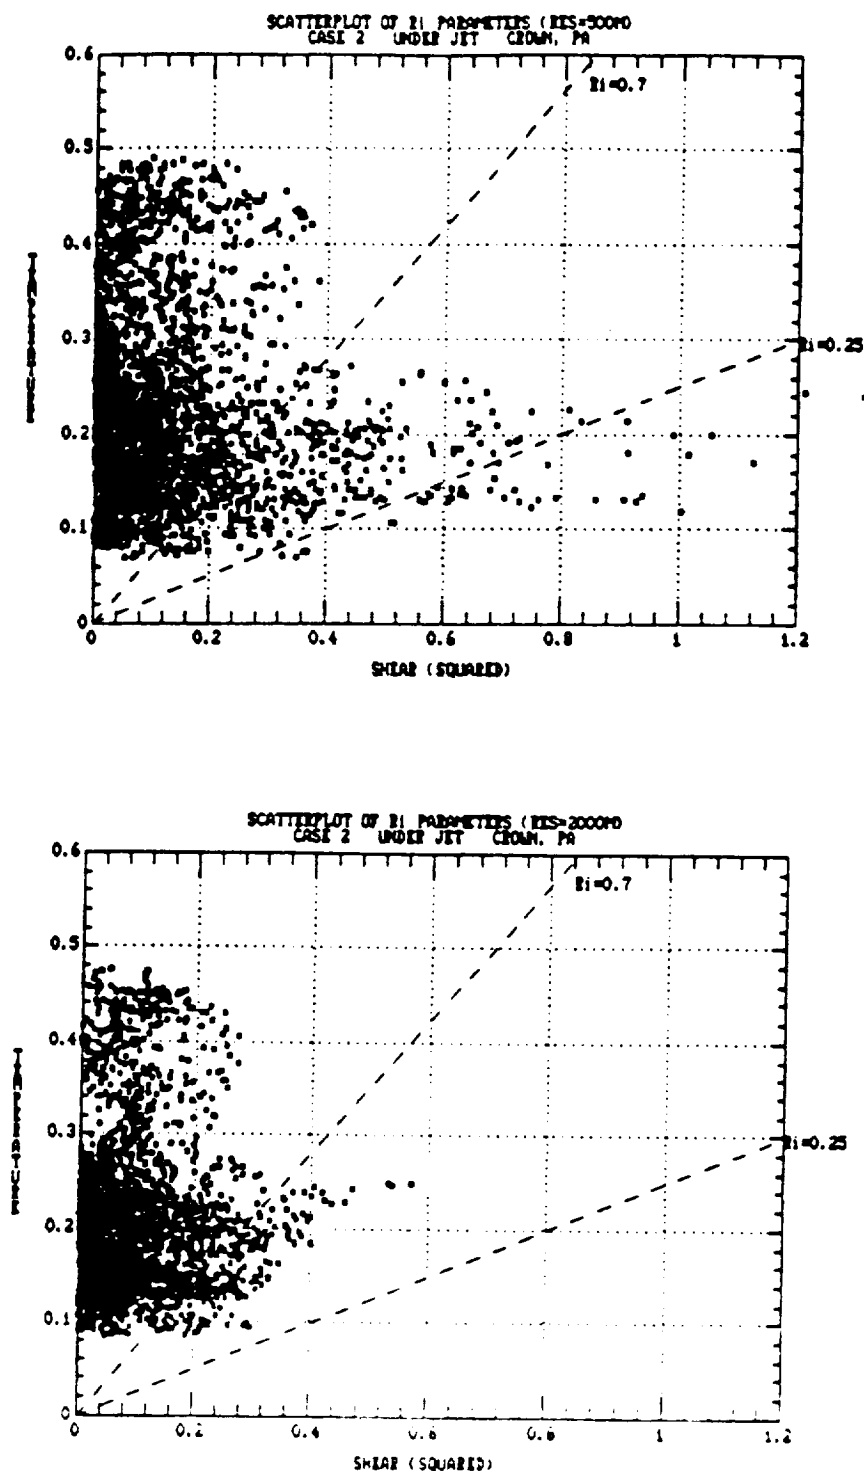 SCATTERPLOT OF Ri PARAMETERS (RES=500M)
CASE 2 UNDER JET CROWN, PA
0.6
Ri=0.7
0.5
0.4
0.3
Ri=0.25
TEMPERATURE
0.2
0.1
0
0 0.2 0.4 0.6 0.8 1 1.2
SHEAR (SQUARED)
SCATTERPLOT OF Ri PARAMETERS (RES=2000M)
CASE 2 UNDER JET CROWN, PA
0.6
Ri=0.7
0.5
0.4
0.3
Ri=0.25
TEMPERATURE
0.2
0.1
0
0 0.2 0.4 0.6 0.8 1 1.2
SHEAR (SQUARED)